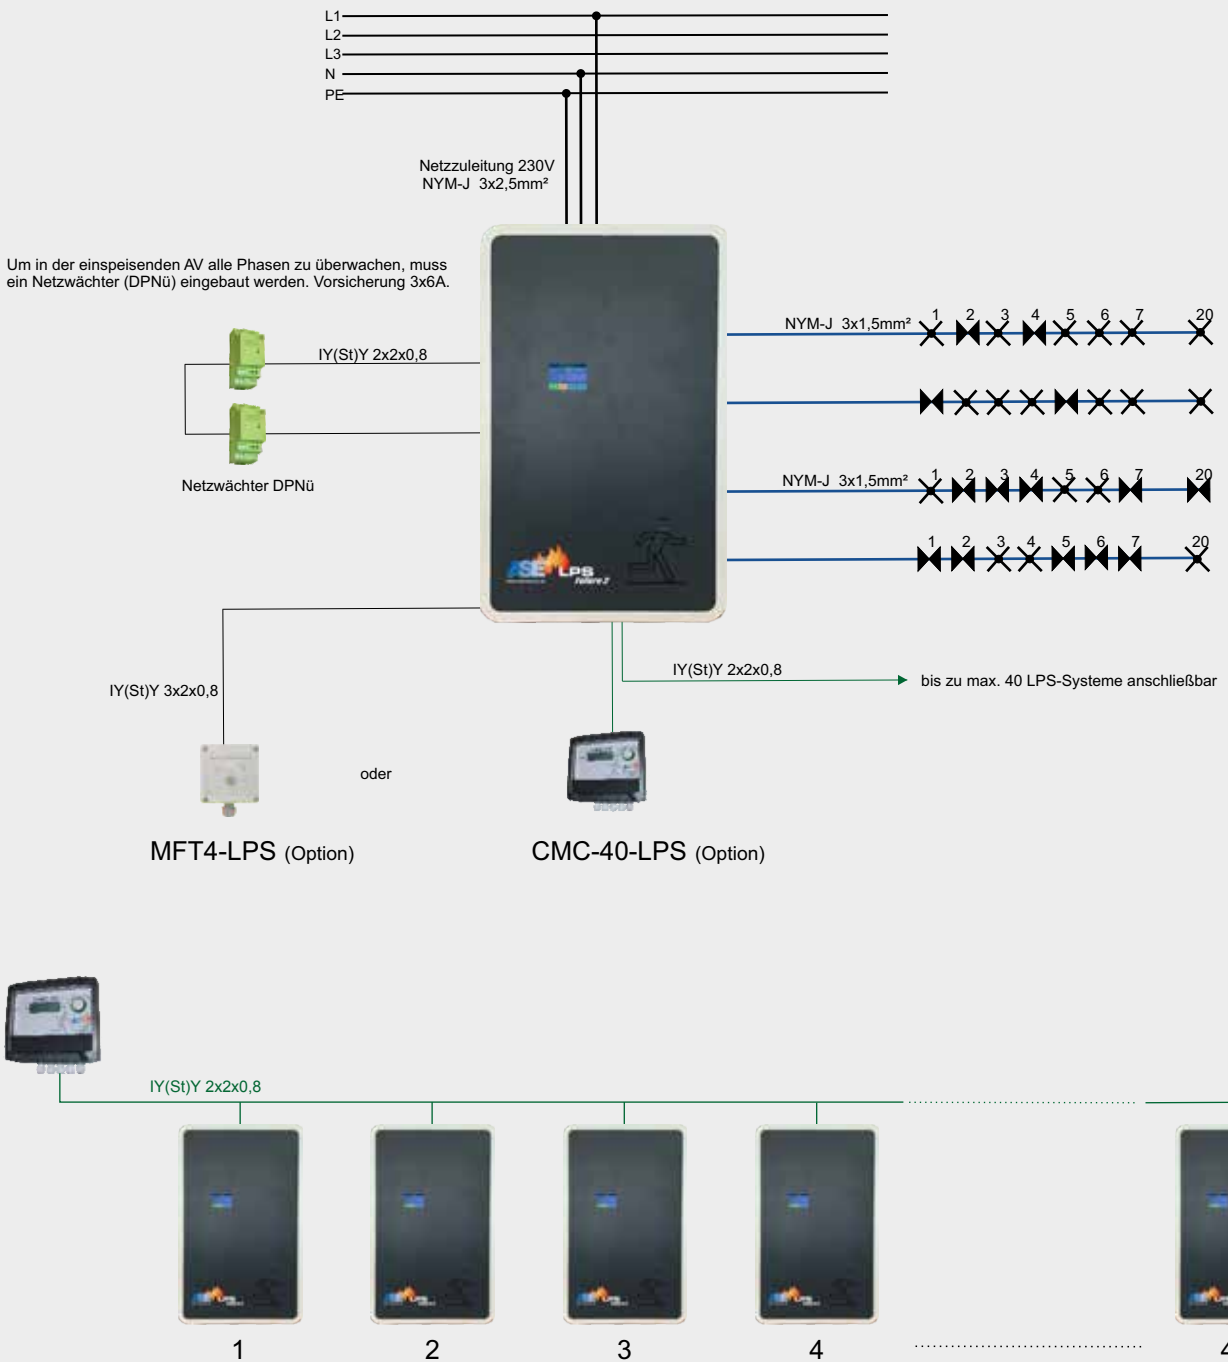 L1
L2
L3
N
PE
Netzzuleitung 230V
NYM-J 3x2,5mm²
Um in der einspeisenden AV alle Phasen zu überwachen, muss
ein Netzwächter (DPNü) eingebaut werden. Vorsicherung 3x6A.
IY(St)Y 2x2x0,8
Netzwächter DPNü
NYM-J 3x1,5mm² 1 2 3 4 5 6 7 20
NYM-J 3x1,5mm² 1 2 3 4 5 6 7 20
1 2 3 4 5 6 7 20
ASE LPS
future 2
IY(St)Y 3x2x0,8
IY(St)Y 2x2x0,8
bis zu max. 40 LPS-Systeme anschließbar
oder
MFT4-LPS (Option)
CMC-40-LPS (Option)
IY(St)Y 2x2x0,8
1 2 3 4